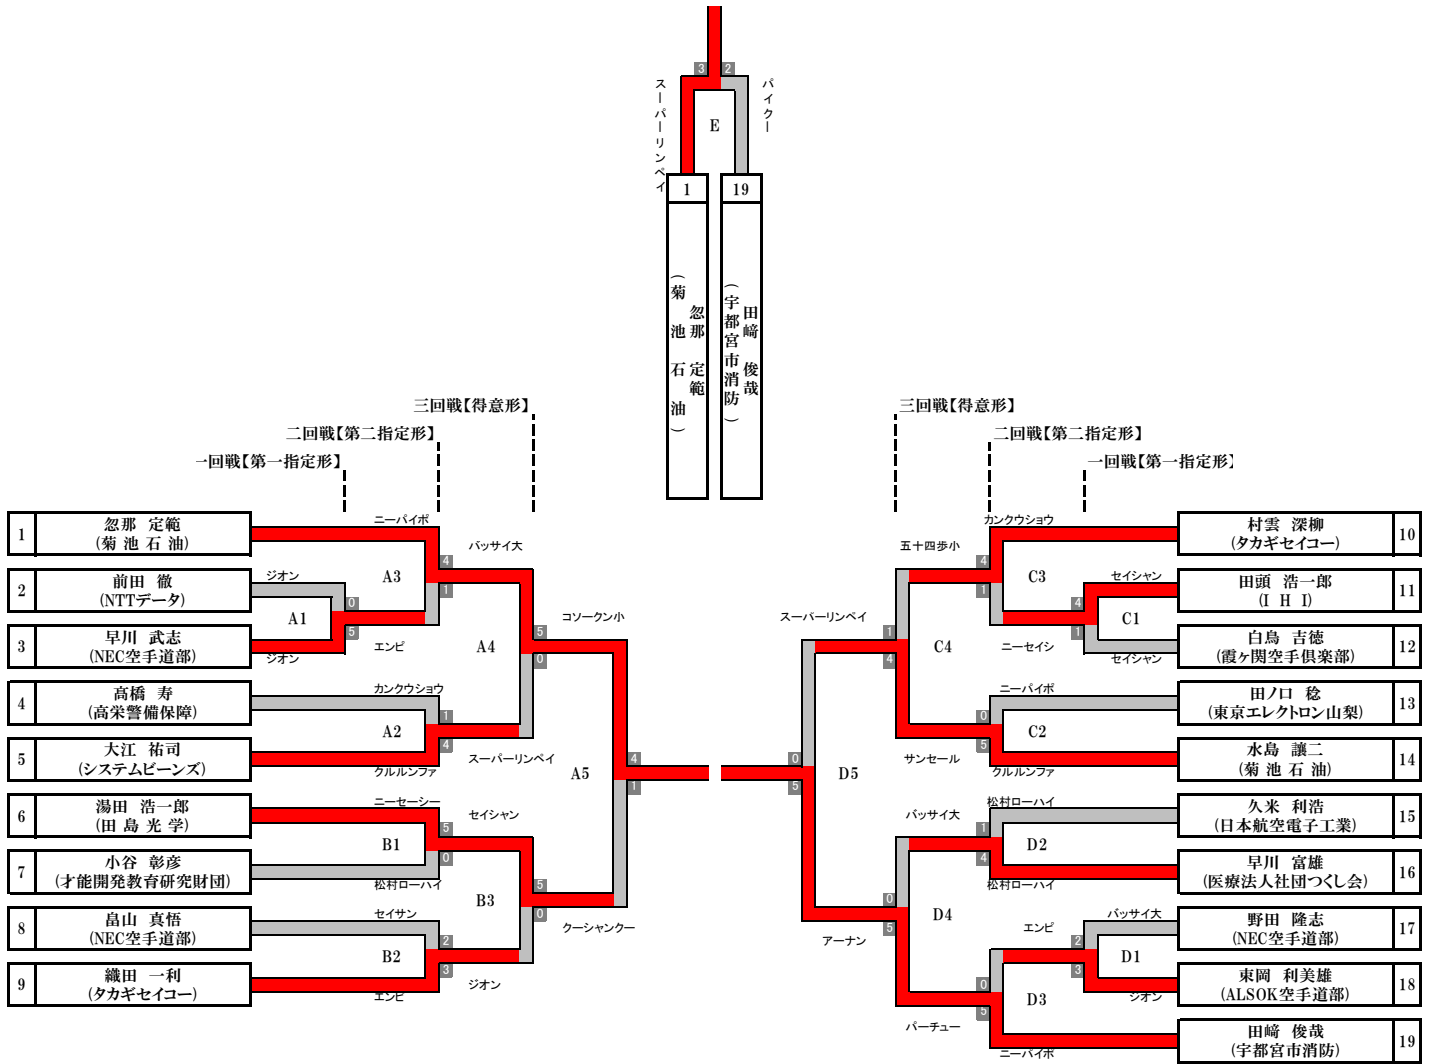 3 2
スーパーリンペイ
パイクー
E
1 19
忽那 定範
(菊池石油)
田﨑 俊哉
(宇都宮市消防)
三回戦【得意形】
二回戦【第二指定形】
一回戦【第一指定形】
三回戦【得意形】
二回戦【第二指定形】
一回戦【第一指定形】
1 忽那 定範
(菊 池 石 油)
2 前田 徹
(NTTデータ)
3 早川 武志
(NEC空手道部)
4 高橋 寿
(高栄警備保障)
5 大江 祐司
(システムビーンズ)
6 湯田 浩一郎
(田 島 光 学)
7 小谷 彰彦
(才能開発教育研究財団)
8 畠山 真悟
(NEC空手道部)
9 織田 一利
(タカギセイコー)
ニーパイポ
ジオン
A3
4
1
0
A1
5
ジオン
エンピ
バッサイ大
A4
コソークン小
5
0
カンクウショウ
1
A2
4
クルルンファ
スーパーリンペイ
A5
4
1
ニーセーシー
5
B1
0
松村ローハイ
セイシャン
B3
5
0
クーシャンクー
セイサン
2
B2
3
エンピ
ジオン
村雲 深柳 10
(タカギセイコー)
田頭 浩一郎 11
(I H I)
白鳥 吉徳 12
(霞ヶ関空手倶楽部)
田ノ口 稔 13
(東京エレクトロン山梨)
水島 譲二 14
(菊 池 石 油)
久米 利浩 15
(日本航空電子工業)
早川 富雄 16
(医療法人社団つくし会)
野田 隆志 17
(NEC空手道部)
東岡 利美雄 18
(ALSOK空手道部)
田﨑 俊哉 19
(宇都宮市消防)
カンクウショウ
五十四歩小
4
1
C3
セイシャン
4
1
C1
セイシャン
ニーセイシ
スーパーリンペイ
1
4
C4
ニーパイポ
0
C2
5
クルルンファ
サンセール
0
5
D5
松村ローハイ
バッサイ大
1
4
D2
松村ローハイ
0
5
D4
アーナン
エンピ
バッサイ大
2
3
D1
ジオン
0
5
D3
パーチュー
ニーパイポ